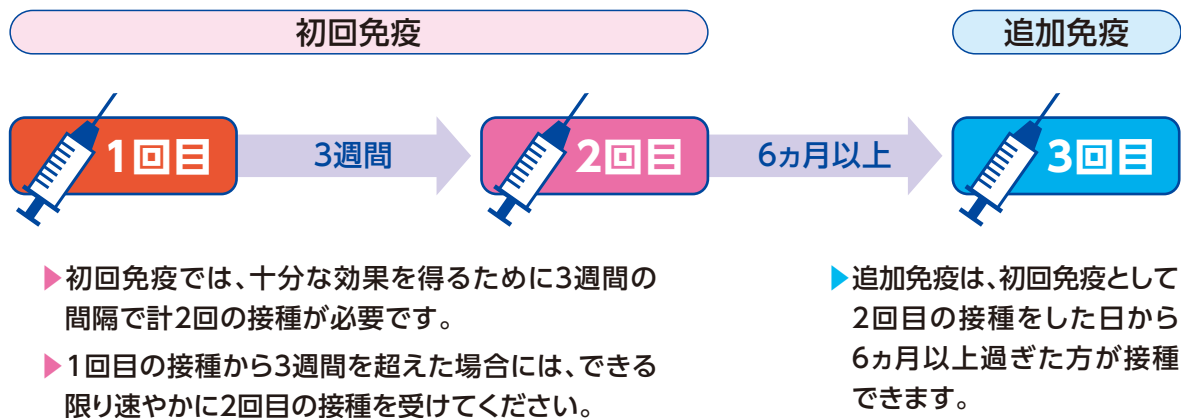 初回免疫
追加免疫
1回目
3週間
2回目
6ヵ月以上
3回目
▶初回免疫では、十分な効果を得るために3週間の
間隔で計2回の接種が必要です。
▶1回目の接種から3週間を超えた場合には、できる
限り速やかに2回目の接種を受けてください。
▶追加免疫は、初回免疫として
2回目の接種をした日から
6ヵ月以上過ぎた方が接種
できます。